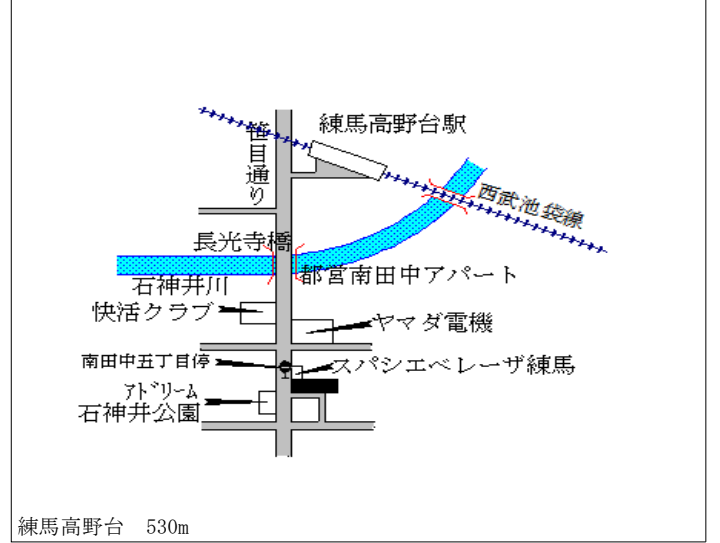 練馬高野台駅
笹目通り
西武池袋線
長光寺橋
都営南田中アパート
石神井川
快活クラブ
ヤマダ電機
南田中五丁目停
スパシエベレーザ練馬
アドリーム
石神井公園
練馬高野台　530m